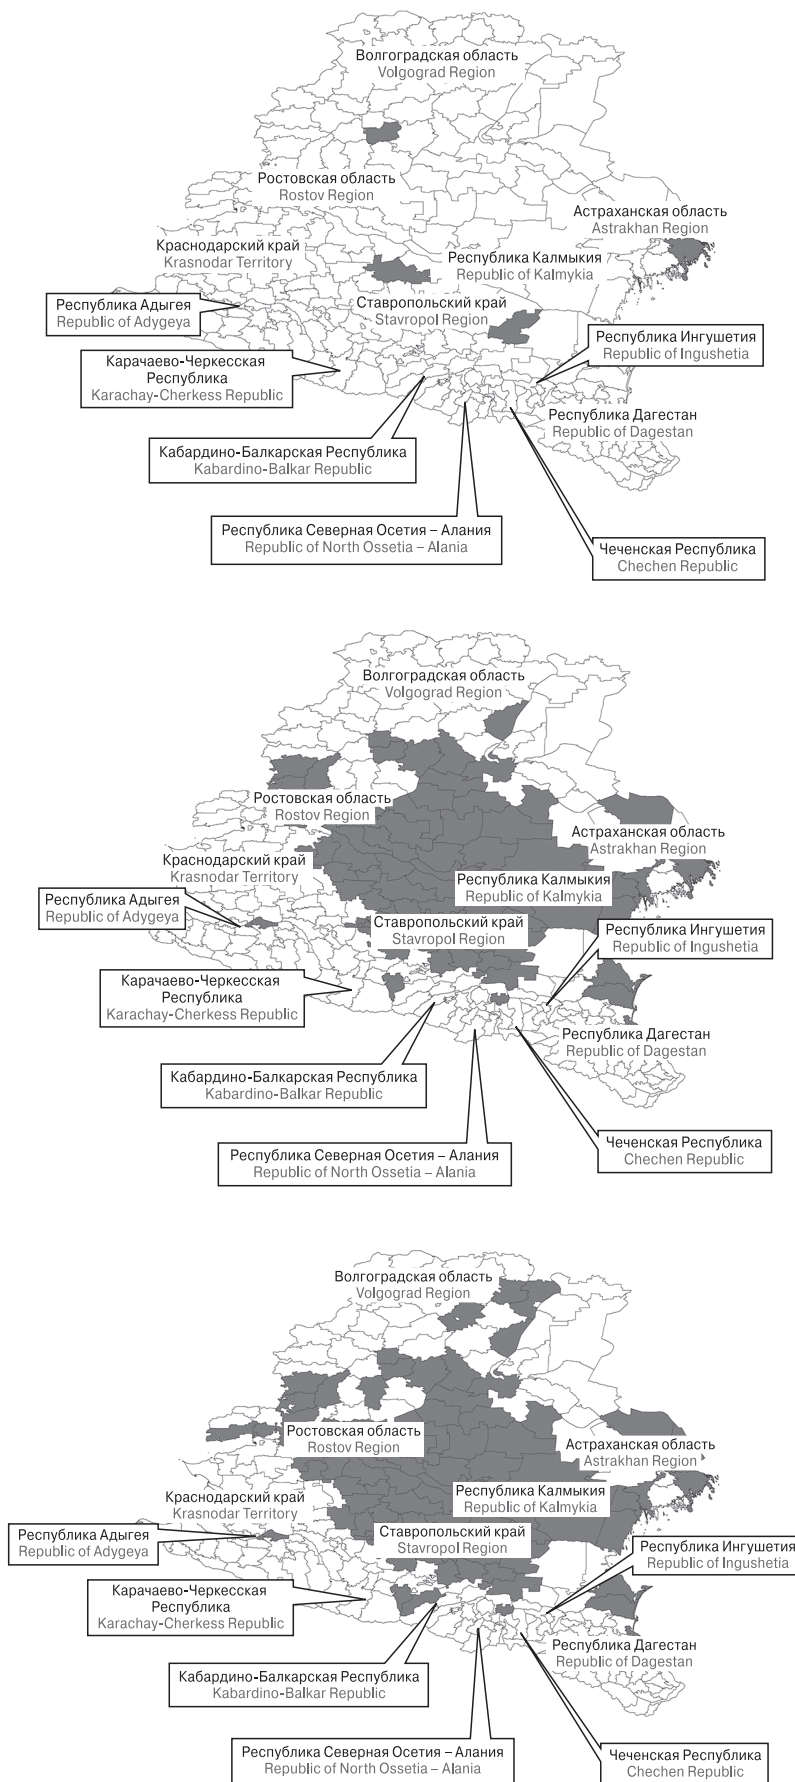 Волгоградская область
Volgograd Region
Ростовская область
Rostov Region
Астраханская область
Astrakhan Region
Краснодарский край
Krasnodar Territory
Республика Калмыкия
Republic of Kalmykia
Республика Адыгея
Republic of Adygeya
Ставропольский край
Stavropol Region
Республика Ингушетия
Republic of Ingushetia
Карачаево-Черкесская
Республика
Karachay-Cherkess Republic
Республика Дагестан
Republic of Dagestan
Кабардино-Балкарская Республика
Kabardino-Balkar Republic
Республика Северная Осетия – Алания
Republic of North Ossetia – Alania
Чеченская Республика
Chechen Republic
Волгоградская область
Volgograd Region
Ростовская область
Rostov Region
Астраханская область
Astrakhan Region
Краснодарский край
Krasnodar Territory
Республика Калмыкия
Republic of Kalmykia
Республика Адыгея
Republic of Adygeya
Ставропольский край
Stavropol Region
Республика Ингушетия
Republic of Ingushetia
Карачаево-Черкесская
Республика
Karachay-Cherkess Republic
Республика Дагестан
Republic of Dagestan
Кабардино-Балкарская Республика
Kabardino-Balkar Republic
Республика Северная Осетия – Алания
Republic of North Ossetia – Alania
Чеченская Республика
Chechen Republic
Волгоградская область
Volgograd Region
Ростовская область
Rostov Region
Астраханская область
Astrakhan Region
Краснодарский край
Krasnodar Territory
Республика Калмыкия
Republic of Kalmykia
Республика Адыгея
Republic of Adygeya
Ставропольский край
Stavropol Region
Республика Ингушетия
Republic of Ingushetia
Карачаево-Черкесская
Республика
Karachay-Cherkess Republic
Республика Дагестан
Republic of Dagestan
Кабардино-Балкарская Республика
Kabardino-Balkar Republic
Республика Северная Осетия – Алания
Republic of North Ossetia – Alania
Чеченская Республика
Chechen Republic